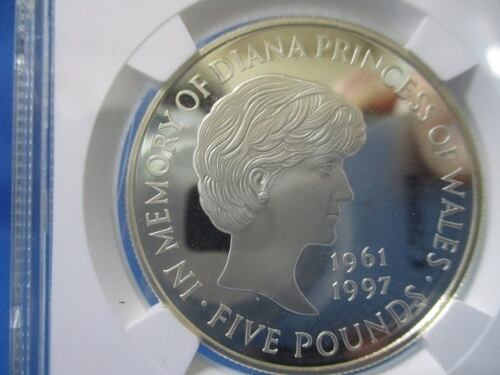 IN MEMORY OF DIANA PRINCESS OF WALES
1961
1997
· FIVE POUNDS ·